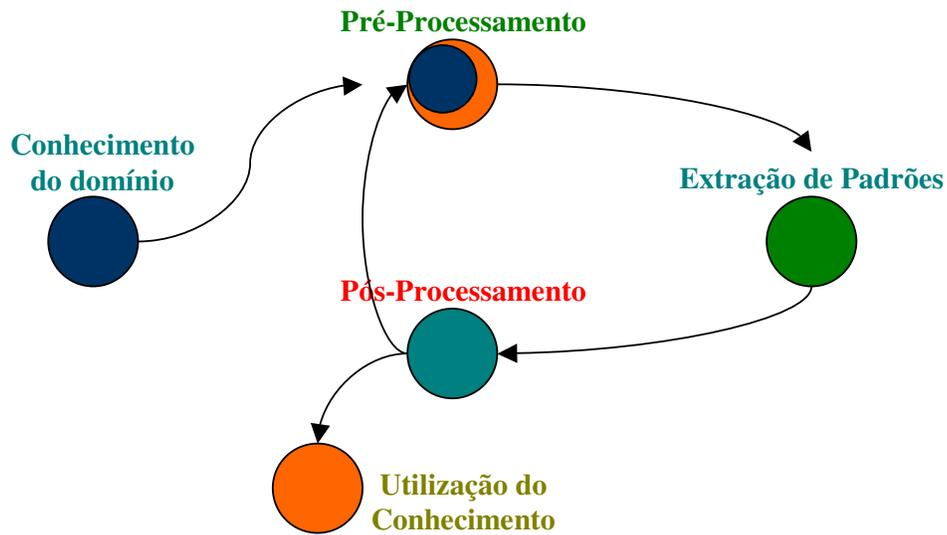 Pré-Processamento
Conhecimento
do domínio
Extração de Padrões
Pós-Processamento
Utilização do
Conhecimento